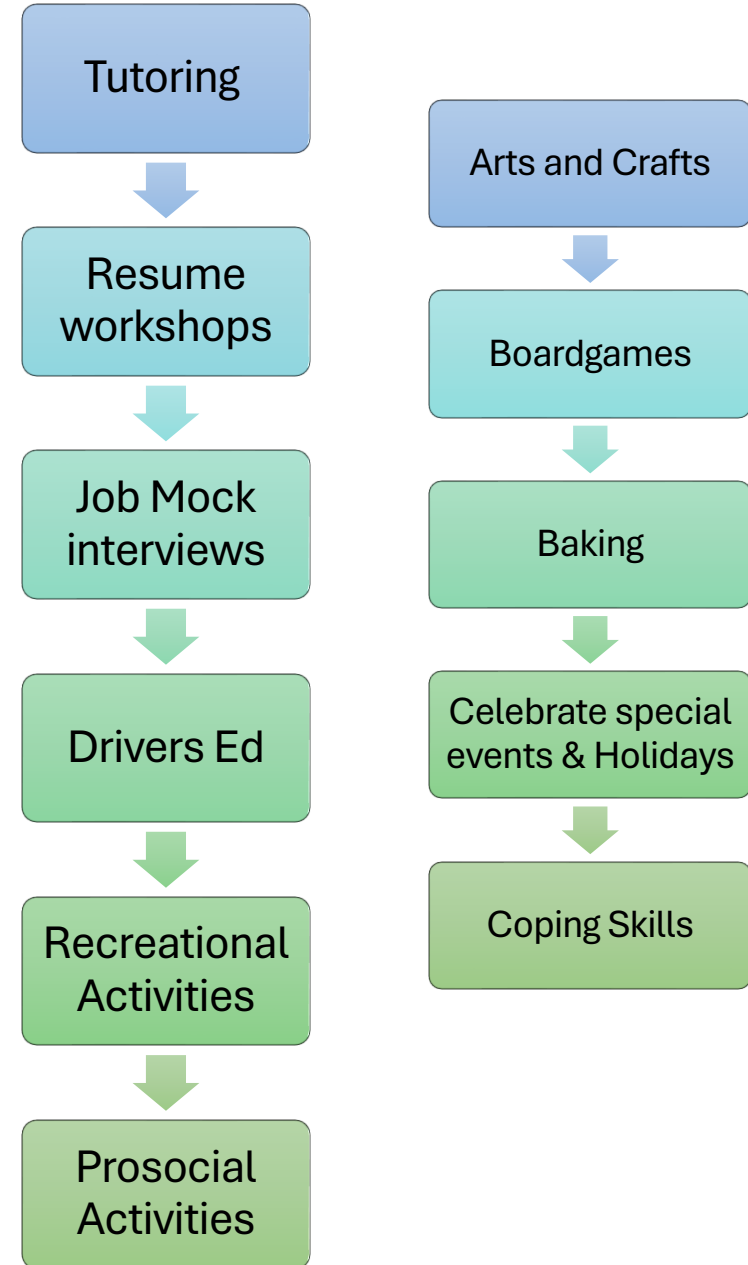 Tutoring
Resume
workshops
Job Mock
interviews
Drivers Ed
Recreational
Activities
Prosocial
Activities
Arts and Crafts
Boardgames
Baking
Celebrate special
events & Holidays
Coping Skills